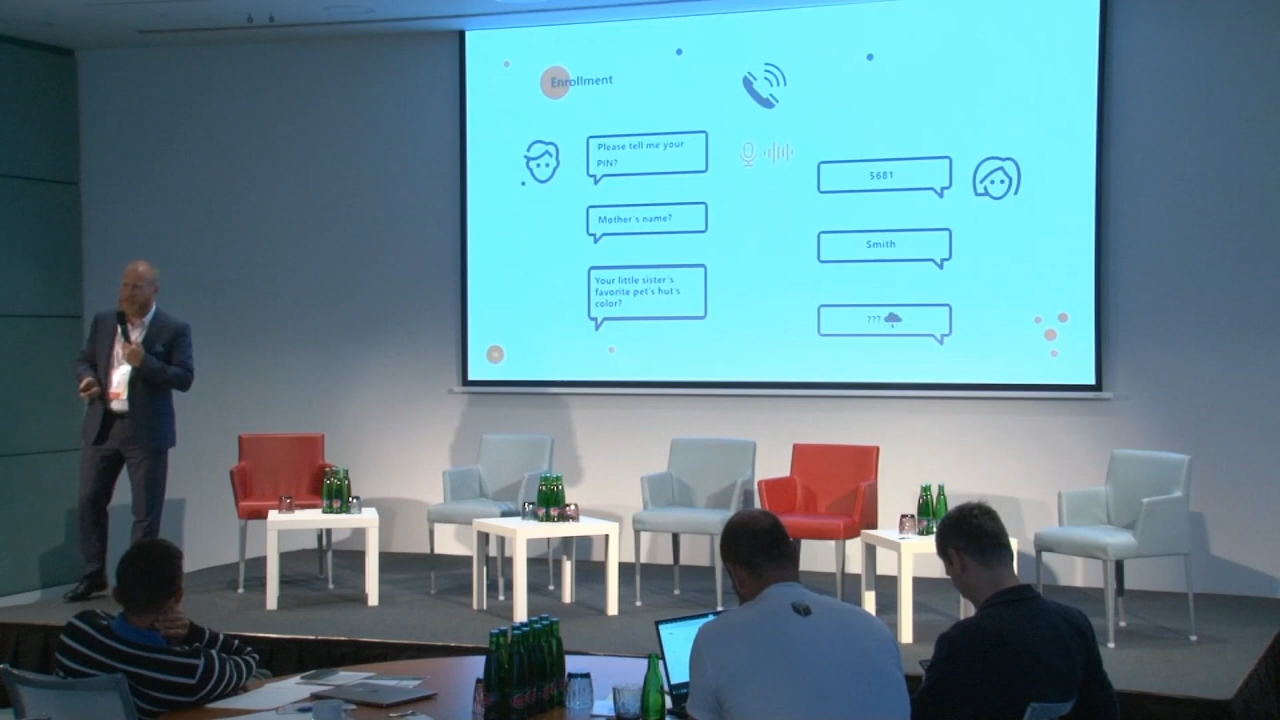 Enrollment
Please tell me your
PIN?
5681
Mother's name?
Smith
Your little sister's
favorite pet's hut's
color?
???